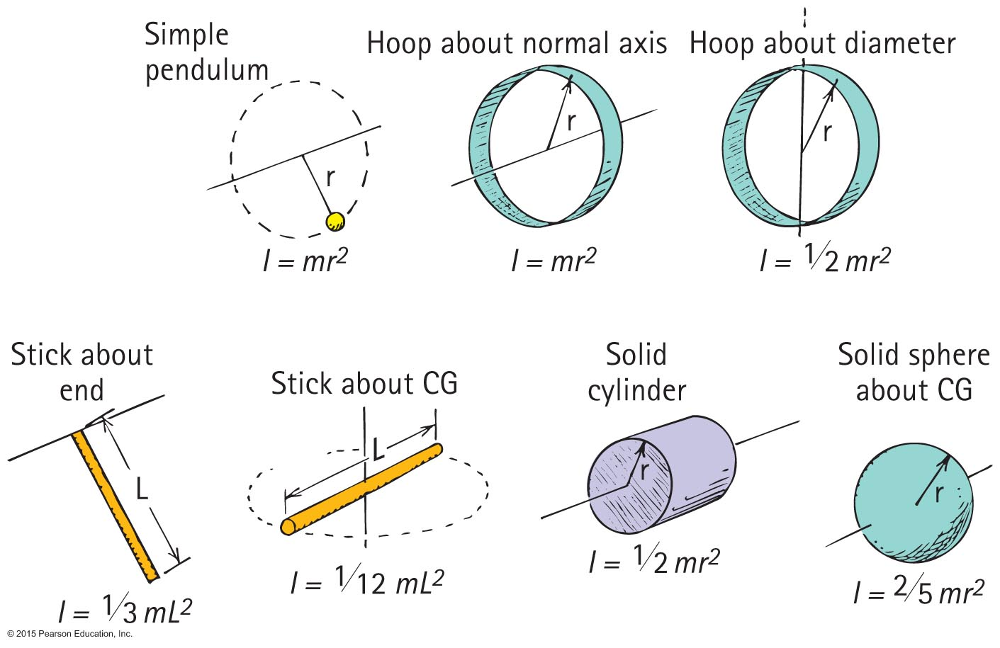 Simple
pendulum
r
I = mr²
Hoop about normal axis
r
I = mr²
Hoop about diameter
r
I = 1/2 mr²
Stick about
end
L
I = 1/3 mL²
Stick about CG
L
I = 1/12 mL²
Solid
cylinder
r
I = 1/2 mr²
Solid sphere
about CG
r
I = 2/5 mr²
© 2015 Pearson Education, Inc.